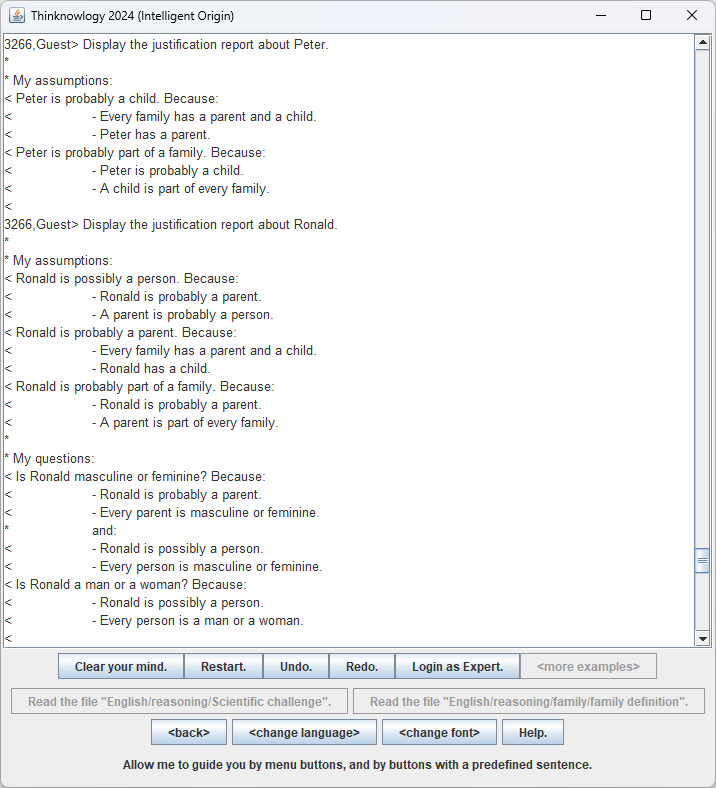 Thinknowlogy 2024 (Intelligent Origin)
3266,Guest> Display the justification report about Peter.
*
* My assumptions:
< Peter is probably a child. Because:
< - Every family has a parent and a child.
< - Peter has a parent.
< Peter is probably part of a family. Because:
< - Peter is probably a child.
< - A child is part of every family.
<
3266,Guest> Display the justification report about Ronald.
*
* My assumptions:
< Ronald is possibly a person. Because:
< - Ronald is probably a parent.
< - A parent is probably a person.
< Ronald is probably a parent. Because:
< - Every family has a parent and a child.
< - Ronald has a child.
< Ronald is probably part of a family. Because:
< - Ronald is probably a parent.
< - A parent is part of every family.
*
* My questions:
< Is Ronald masculine or feminine? Because:
< - Ronald is probably a parent.
< - Every parent is masculine or feminine.
* and:
< - Ronald is possibly a person.
< - Every person is masculine or feminine.
< Is Ronald a man or a woman? Because:
< - Ronald is possibly a person.
< - Every person is a man or a woman.
<
Clear your mind. Restart. Undo. Redo. Login as Expert. <more examples>
Read the file "English/reasoning/Scientific challenge". Read the file "English/reasoning/family/family definition".
<back> <change language> <change font> Help.
Allow me to guide you by menu buttons, and by buttons with a predefined sentence.